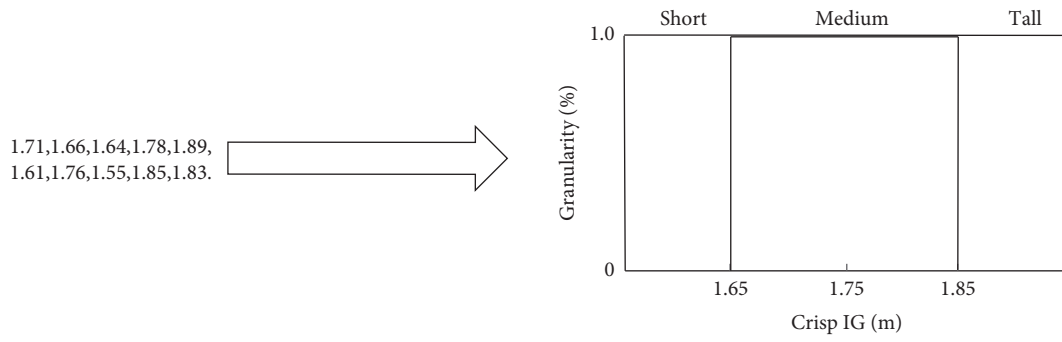 1.71,1.66,1.64,1.78,1.89,
1.61,1.76,1.55,1.85,1.83.
Short Medium Tall
1.0
Granularity (%)
0
1.65 1.75 1.85
Crisp IG (m)